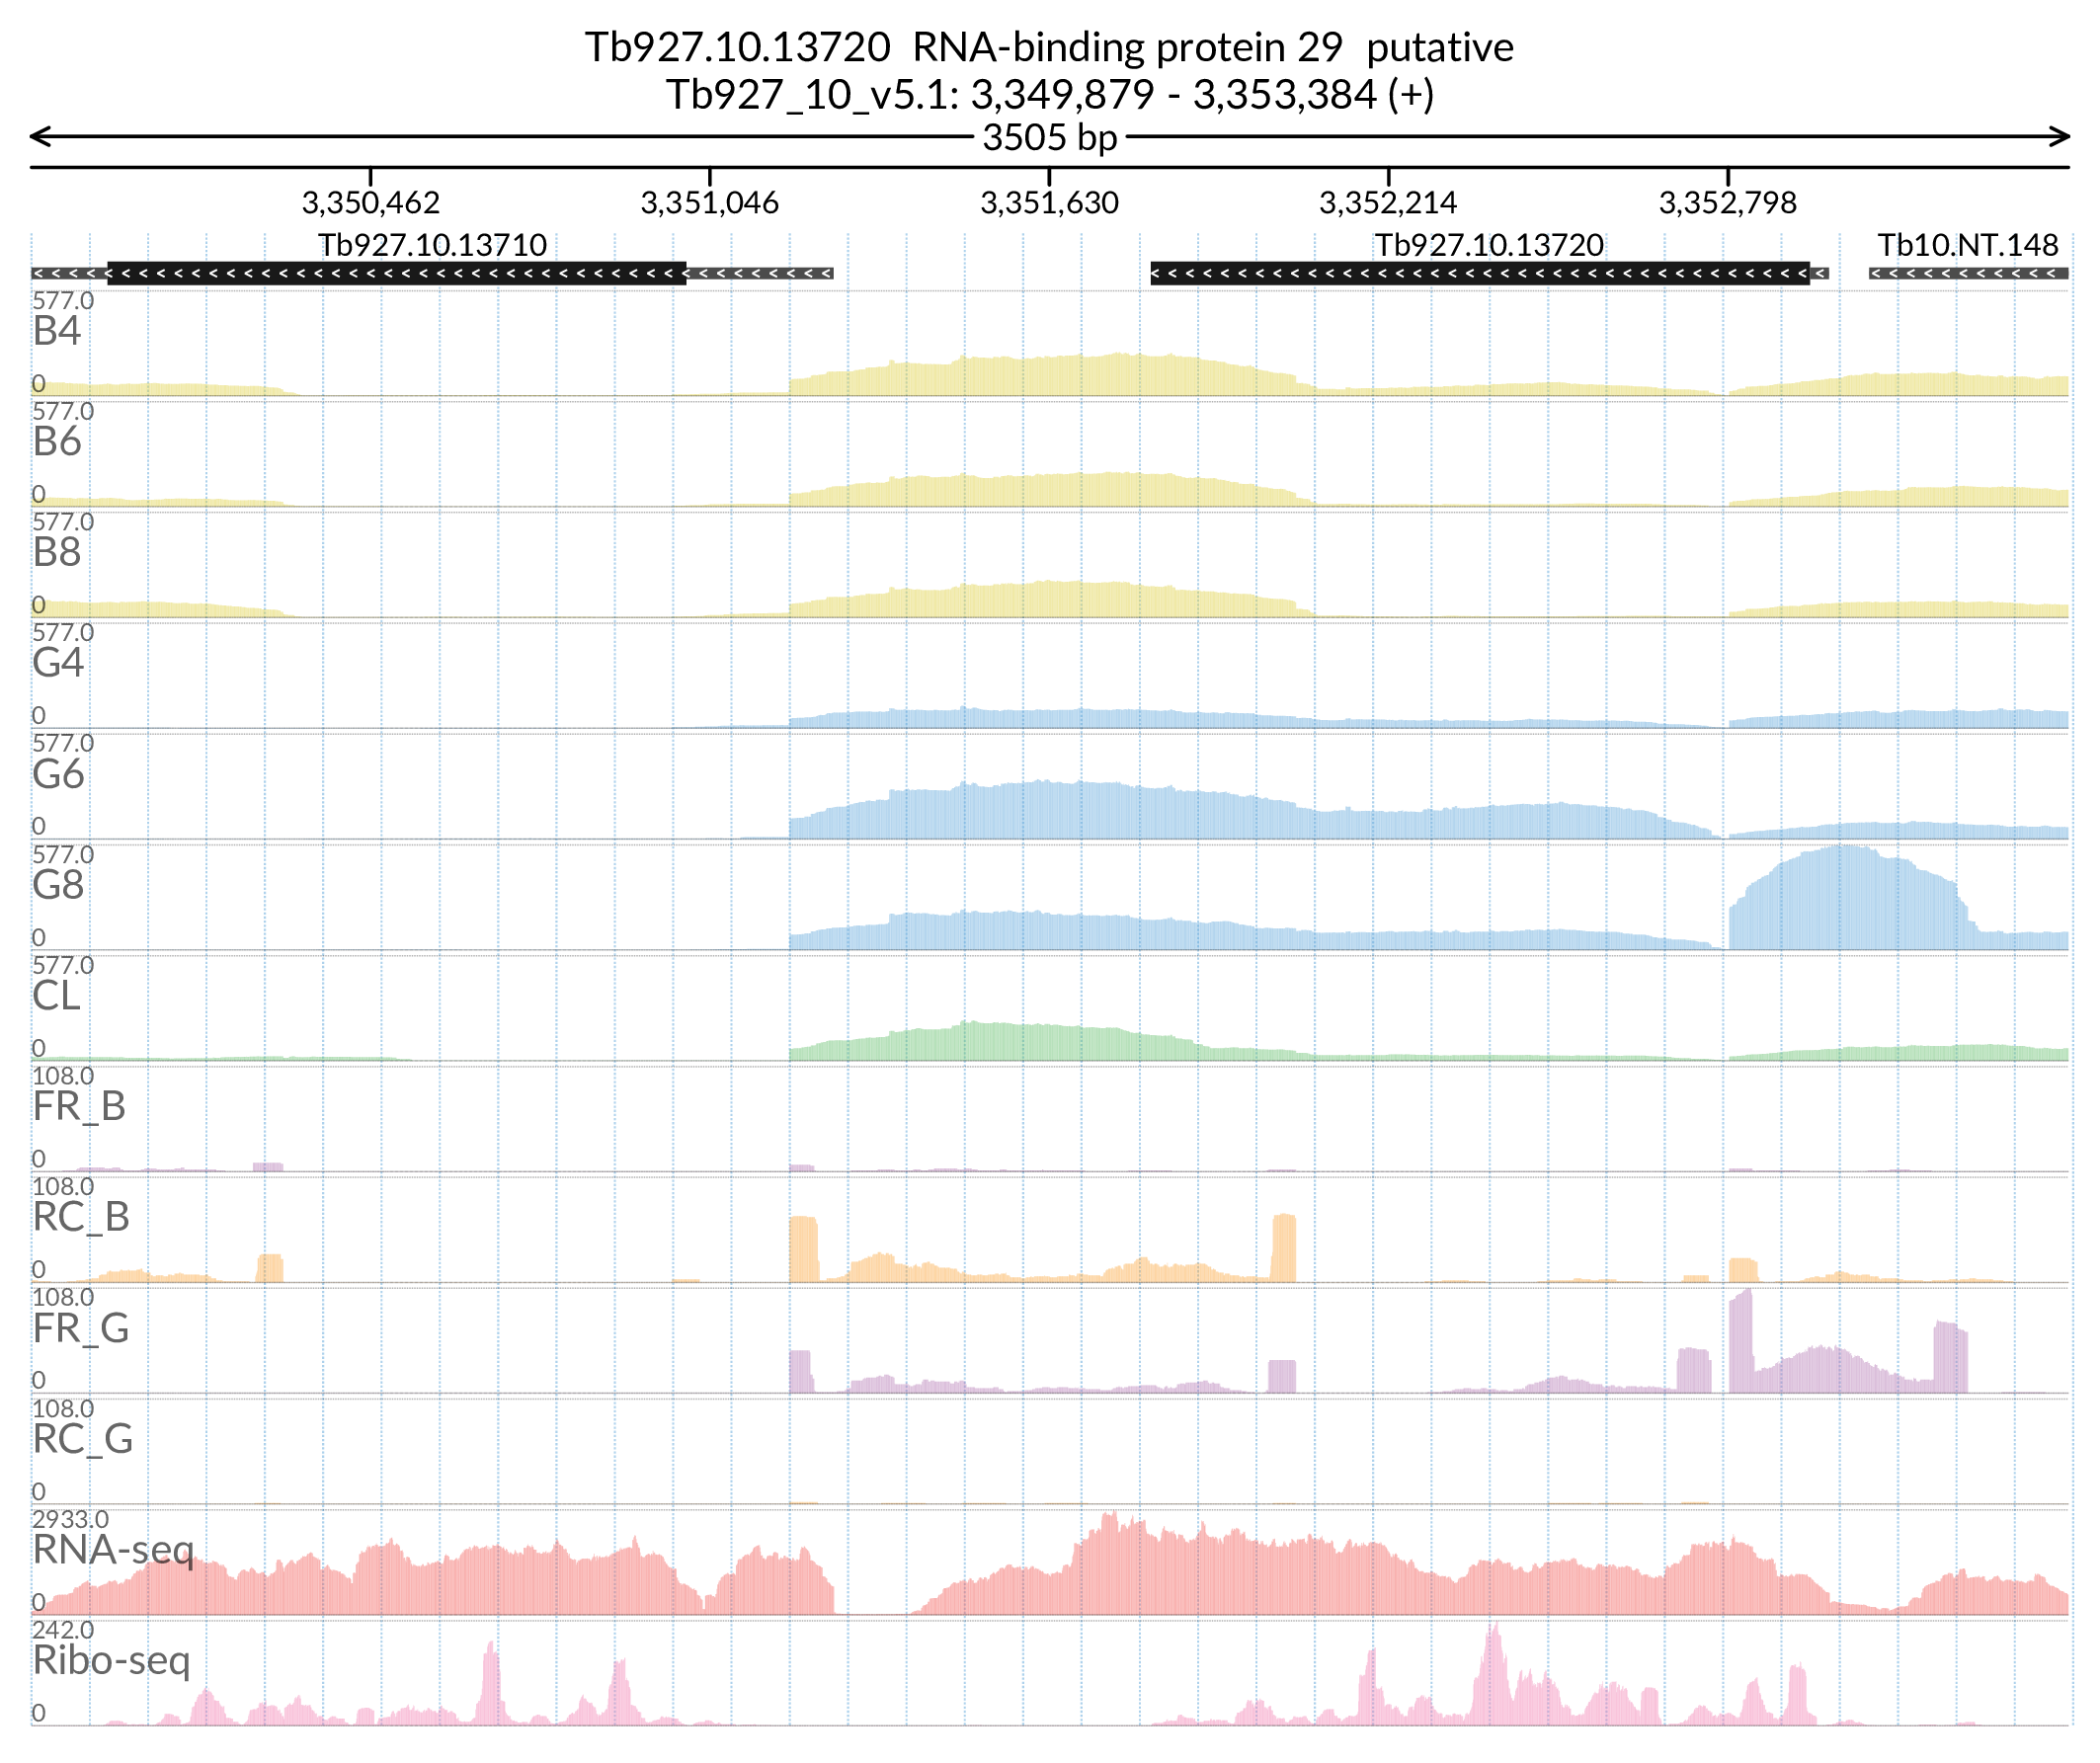 Tb927.10.13720 RNA-binding protein 29 putative
Tb927_10_v5.1: 3,349,879 - 3,353,384 (+)
3505 bp
3,350,462 3,351,046 3,351,630 3,352,214 3,352,798
Tb927.10.13710 Tb927.10.13720 Tb10.NT.148
577.0
B4
0
577.0
B6
0
577.0
B8
0
577.0
G4
0
577.0
G6
0
577.0
G8
0
577.0
CL
0
108.0
FR_B
0
108.0
RC_B
0
108.0
FR_G
0
108.0
RC_G
0
2933.0
RNA-seq
0
242.0
Ribo-seq
0